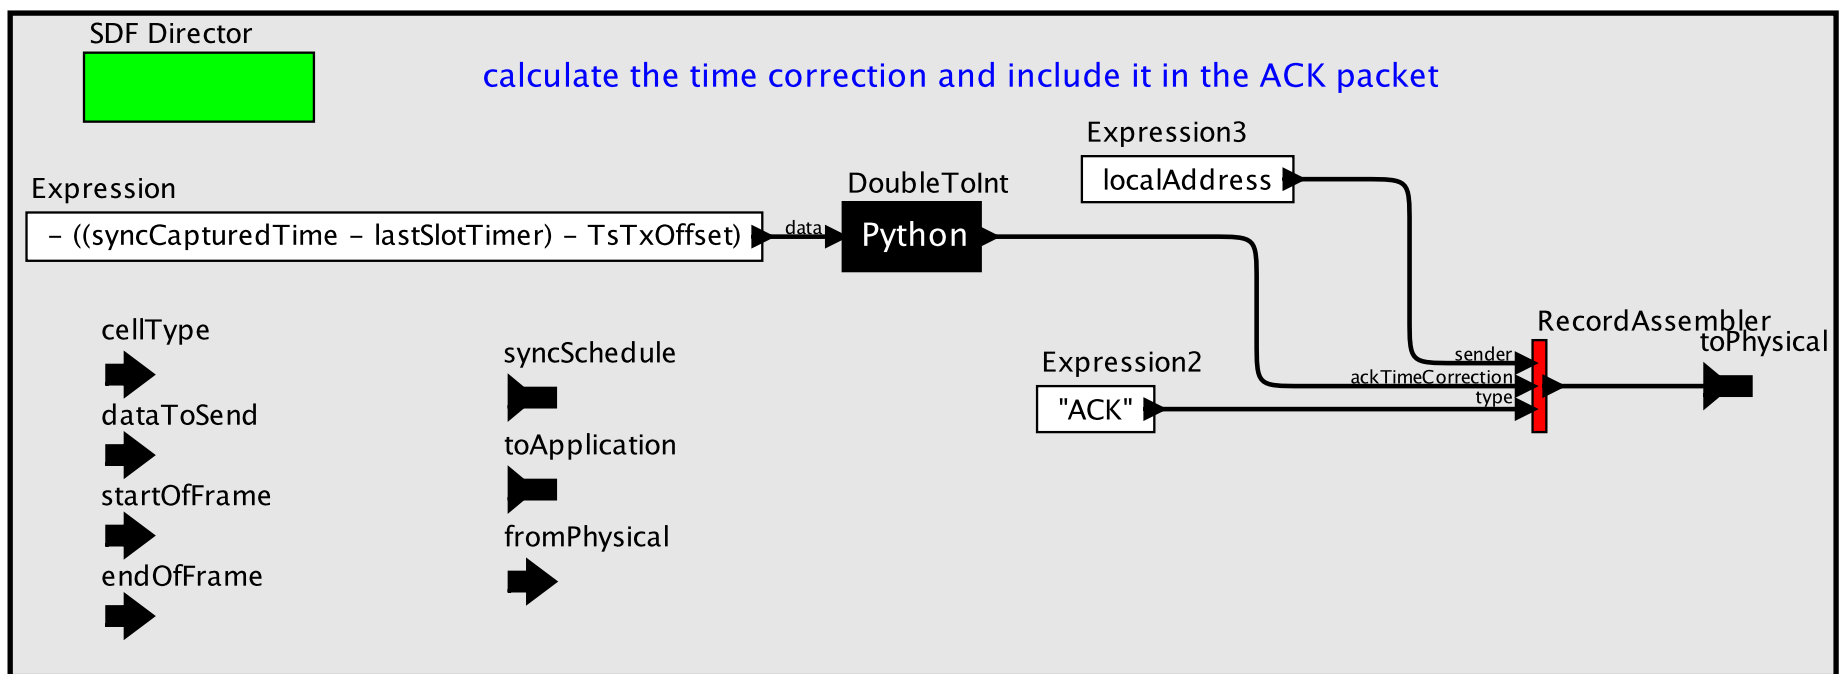 SDF Director
calculate the time correction and include it in the ACK packet
Expression3
localAddress
Expression
- ((syncCapturedTime - lastSlotTimer) - TsTxOffset)
data
DoubleToInt
Python
cellType
dataToSend
startOfFrame
endOfFrame
syncSchedule
toApplication
fromPhysical
Expression2
"ACK"
sender
ackTimeCorrection
type
RecordAssembler
toPhysical